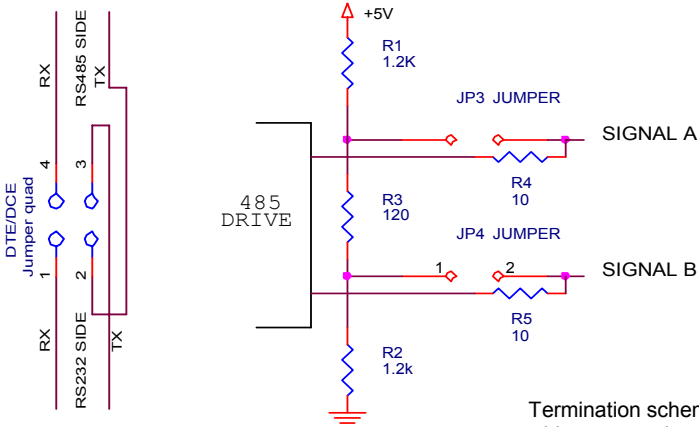 RX
RS485 SIDE
TX
4
3
DTE/DCE
Jumper quad
1
2
RX
RS232 SIDE
TX
+5V
R1
1.2K
JP3 JUMPER
SIGNAL A
R4
10
485
DRIVE
R3
120
JP4 JUMPER
1
2
SIGNAL B
R5
10
R2
1.2k
Termination